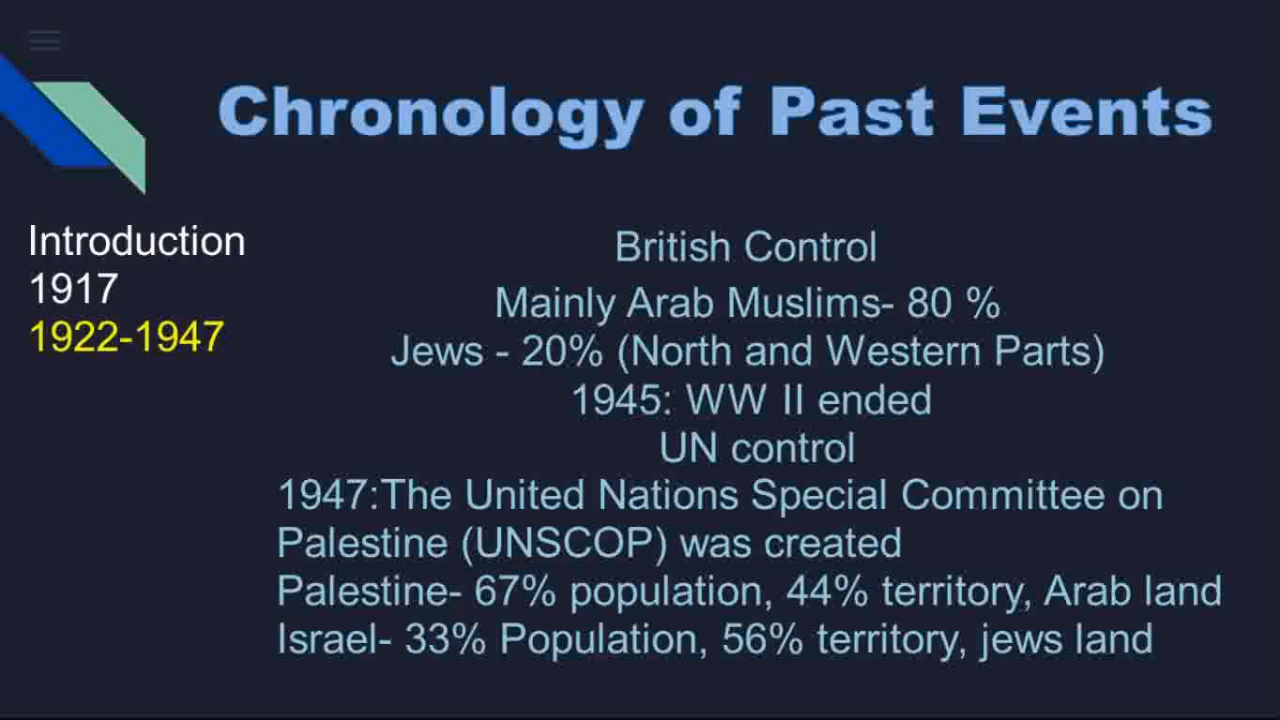 Chronology of Past Events
Introduction
1917
1922-1947
British Control
Mainly Arab Muslims- 80 %
Jews - 20% (North and Western Parts)
1945: WW II ended
UN control
1947:The United Nations Special Committee on
Palestine (UNSCOP) was created
Palestine- 67% population, 44% territory, Arab land
Israel- 33% Population, 56% territory, jews land